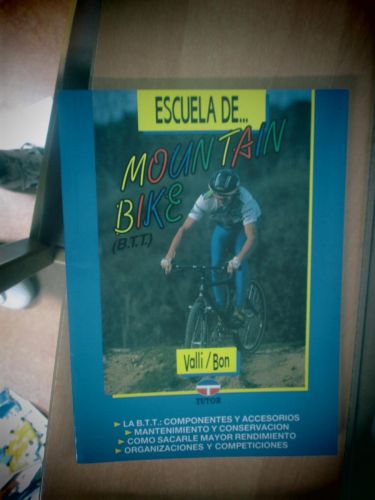 ESCUELA DE...
MOUNTAIN
BIKE
(B.T.T.)
Valli/Bon
TUTOR
LA B.T.T.: COMPONENTES Y ACCESORIOS
MANTENIMIENTO Y CONSERVACION
COMO SACARLE MAYOR RENDIMIENTO
ORGANIZACIONES Y COMPETICIONES